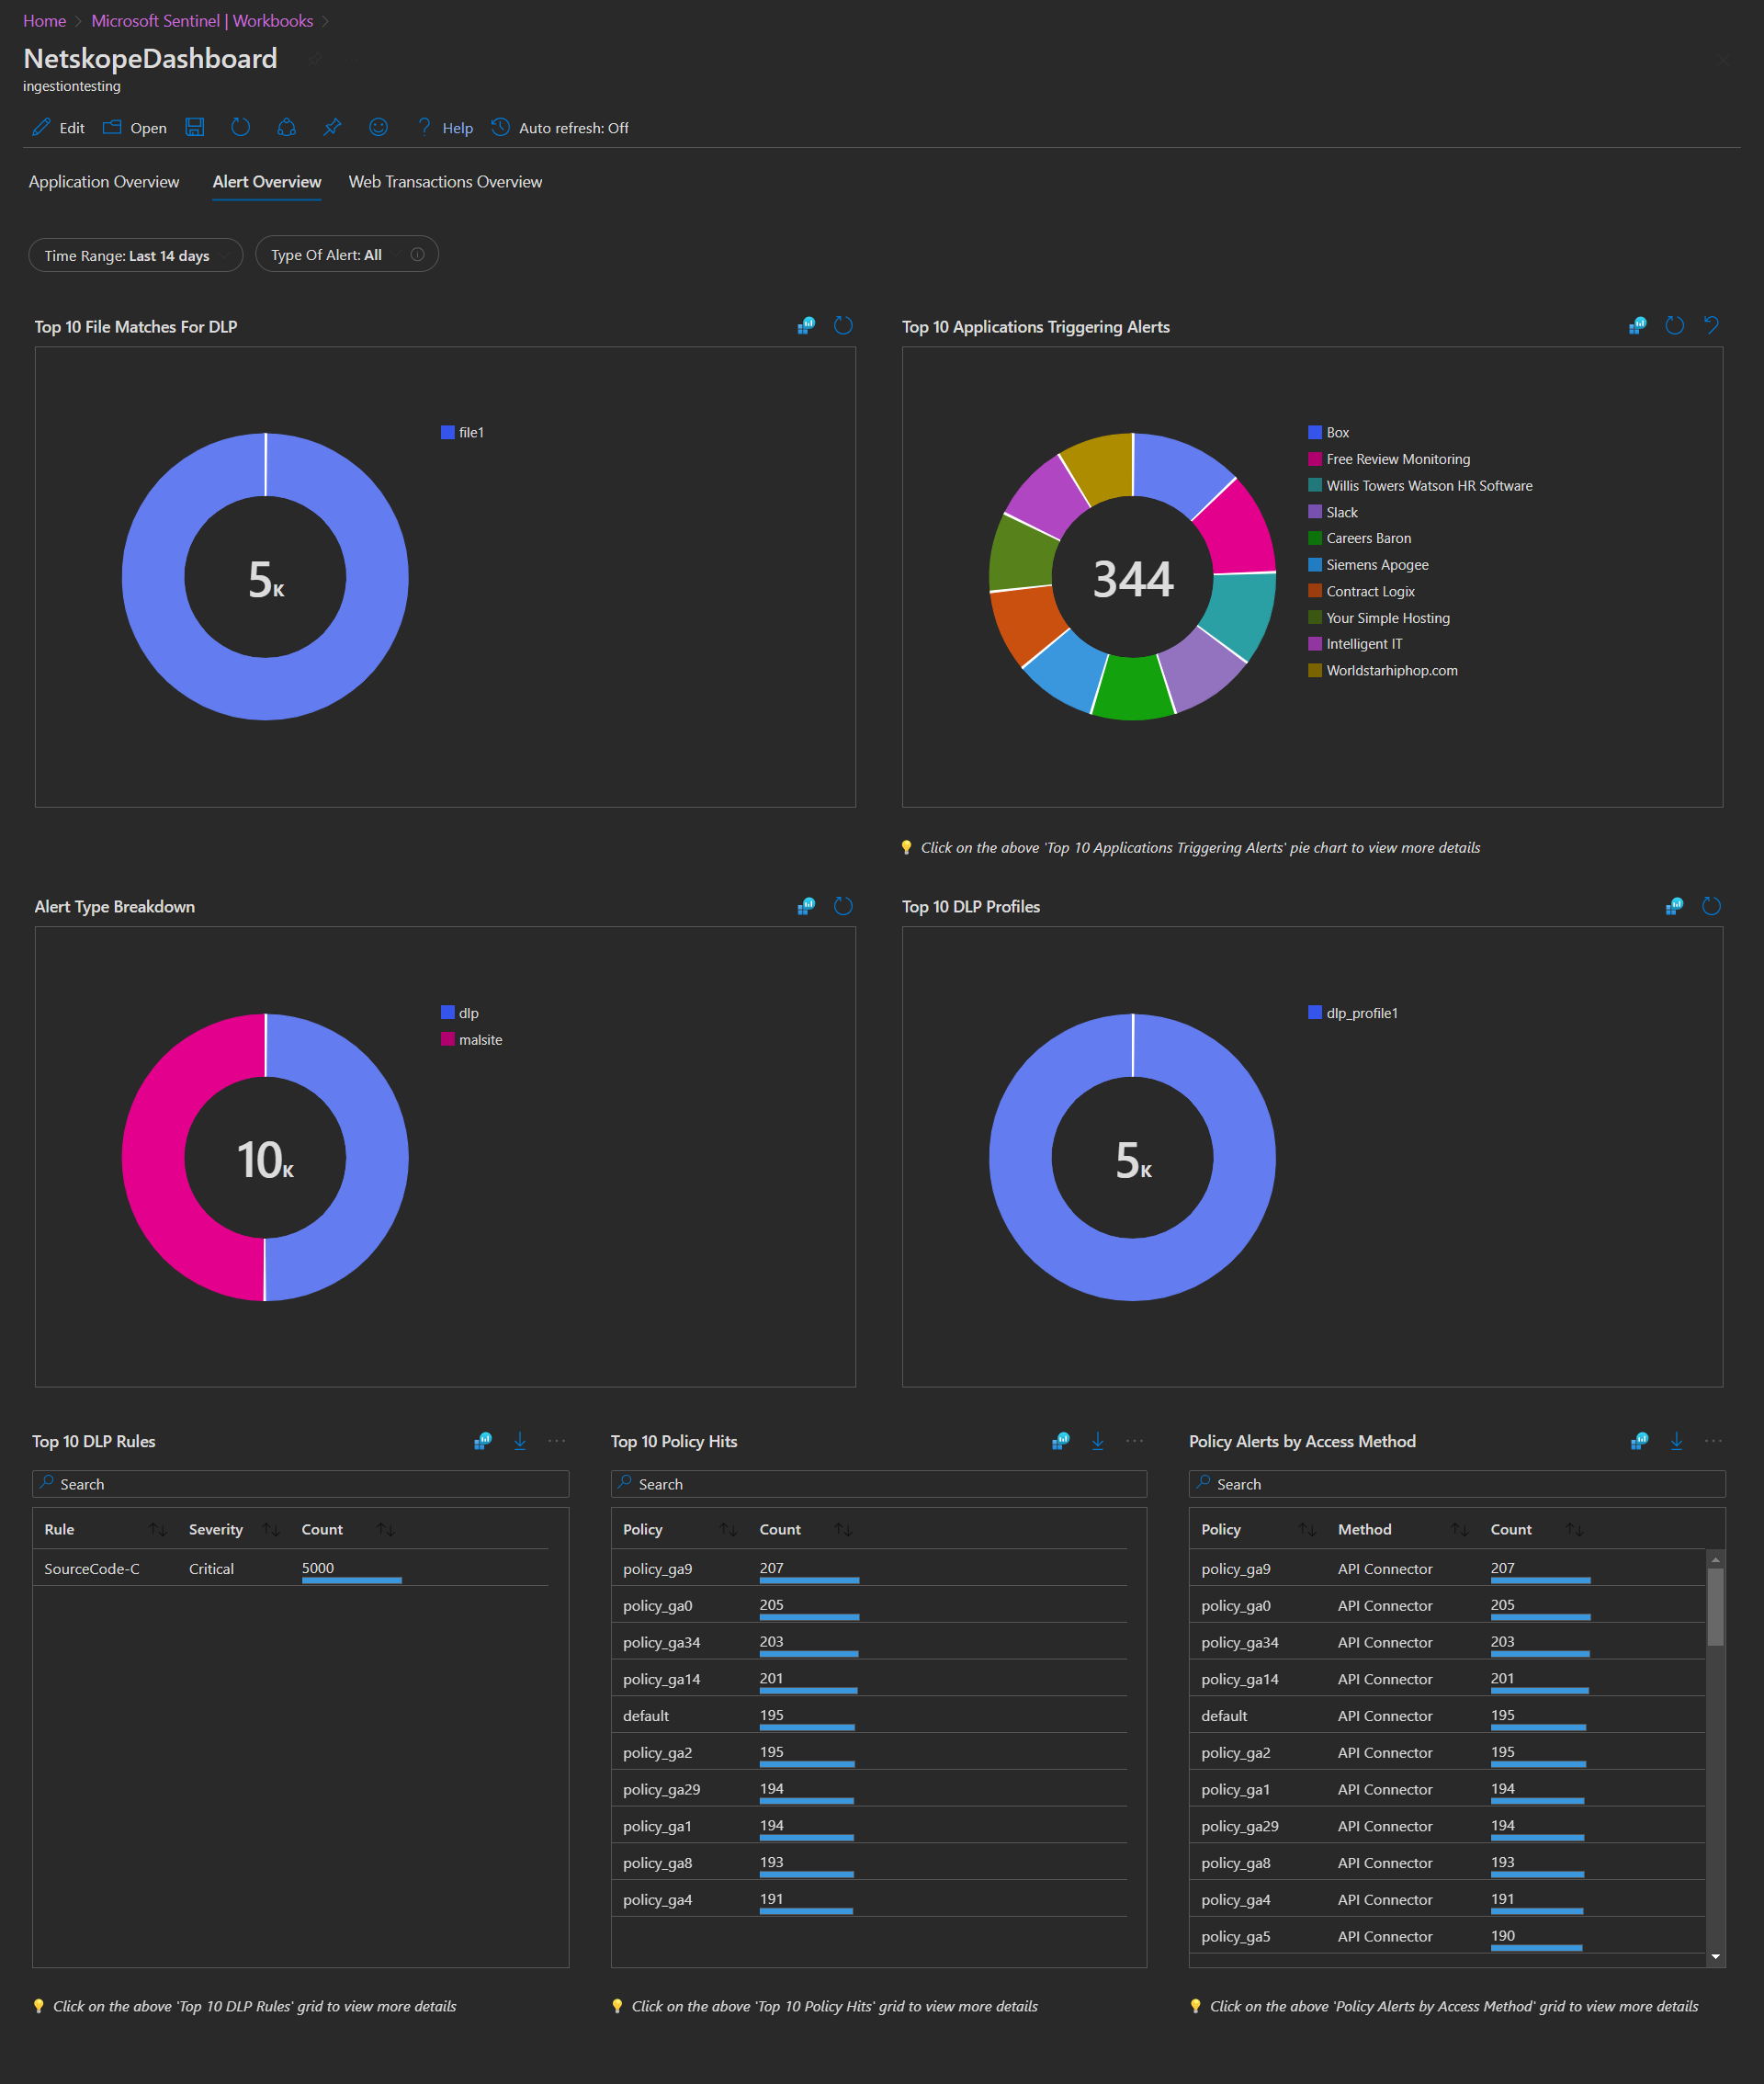 Home > Microsoft Sentinel | Workbooks >
NetskopeDashboard
ingestiontesting
Edit Open Help Auto refresh: Off
Application Overview Alert Overview Web Transactions Overview
Time Range: Last 14 days Type Of Alert: All
Top 10 File Matches For DLP
file1
5K
Top 10 Applications Triggering Alerts
Box
Free Review Monitoring
Willis Towers Watson HR Software
Slack
Careers Baron
Siemens Apogee
Contract Logix
Your Simple Hosting
Intelligent IT
Worldstarhiphop.com
344
Click on the above 'Top 10 Applications Triggering Alerts' pie chart to view more details
Alert Type Breakdown
dlp
malsite
10K
Top 10 DLP Profiles
dlp_profile1
5K
Top 10 DLP Rules
Search
Rule Severity Count
SourceCode-C Critical 5000
Click on the above 'Top 10 DLP Rules' grid to view more details
Top 10 Policy Hits
Search
Policy Count
policy_ga9 207
policy_ga0 205
policy_ga34 203
policy_ga14 201
default 195
policy_ga2 195
policy_ga29 194
policy_ga1 194
policy_ga8 193
policy_ga4 191
Click on the above 'Top 10 Policy Hits' grid to view more details
Policy Alerts by Access Method
Search
Policy Method Count
policy_ga9 API Connector 207
policy_ga0 API Connector 205
policy_ga34 API Connector 203
policy_ga14 API Connector 201
default API Connector 195
policy_ga2 API Connector 195
policy_ga1 API Connector 194
policy_ga29 API Connector 194
policy_ga8 API Connector 193
policy_ga4 API Connector 191
policy_ga5 API Connector 190
Click on the above 'Policy Alerts by Access Method' grid to view more details